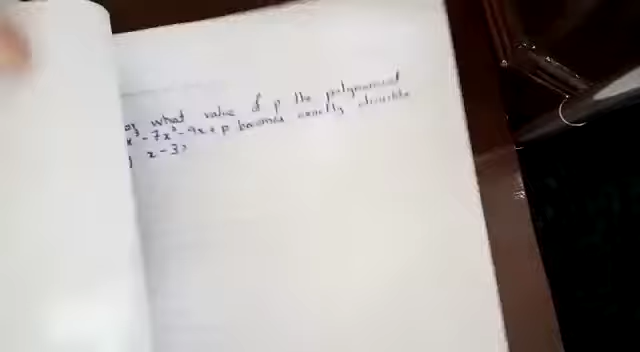 what value of p the polynomial
x³-7x²-9x+p becomes exactly divisible
x-3?